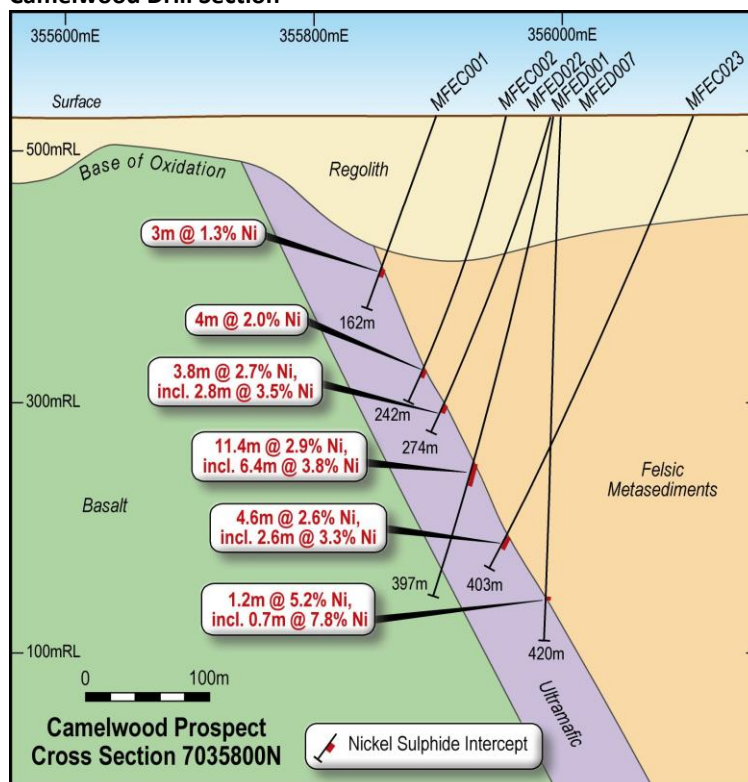 Camelwood Drill Section
355600mE
355800mE
356000mE
MFEC001
MFEC002
MFED022
MFED001
MFED007
MFEC023
Surface
500mRL
Base of Oxidation
Regolith
3m @ 1.3% Ni
162m
4m @ 2.0% Ni
300mRL
242m
3.8m @ 2.7% Ni,
incl. 2.8m @ 3.5% Ni
274m
11.4m @ 2.9% Ni,
incl. 6.4m @ 3.8% Ni
Felsic
Metasediments
Basalt
4.6m @ 2.6% Ni,
incl. 2.6m @ 3.3% Ni
397m
403m
1.2m @ 5.2% Ni,
incl. 0.7m @ 7.8% Ni
420m
100mRL
Ultramafic
0
100m
Camelwood Prospect
Cross Section 7035800N
Nickel Sulphide Intercept